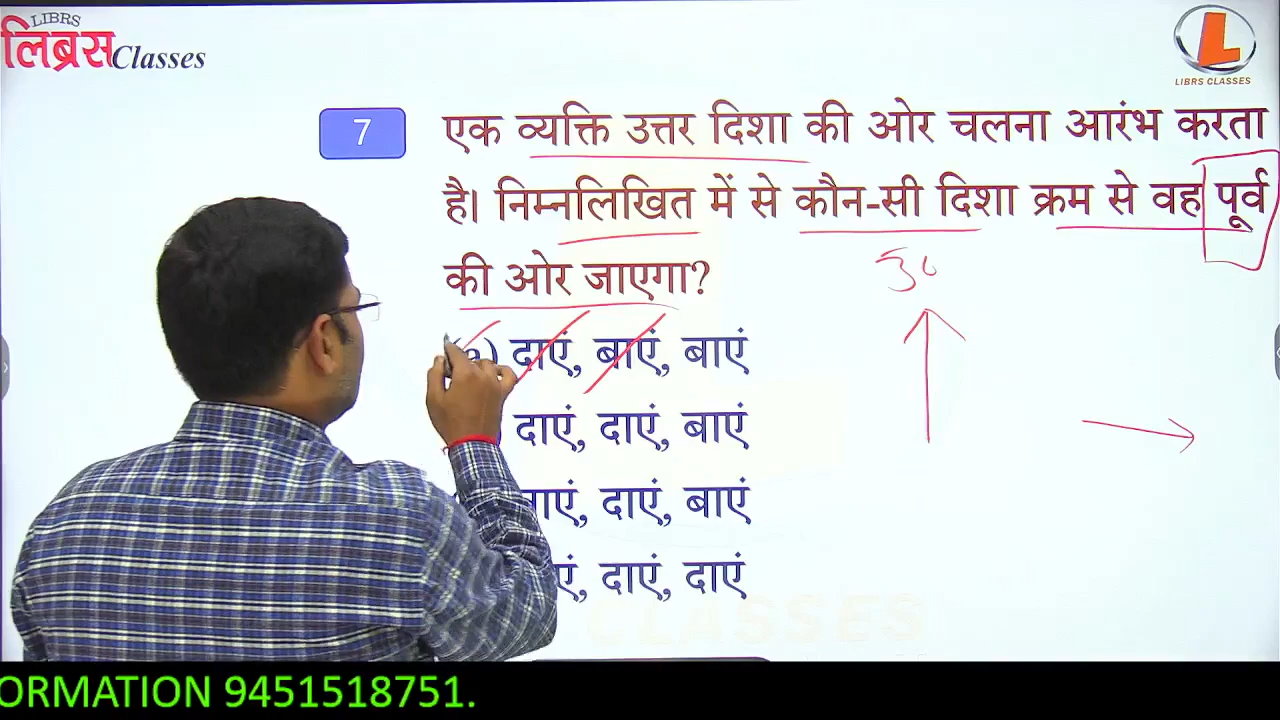 LIBRS
लिब्रस Classes
LIBRS CLASSES
7
एक व्यक्ति उत्तर दिशा की ओर चलना आरंभ करता
है। निम्नलिखित में से कौन-सी दिशा क्रम से वह पूर्व
की ओर जाएगा?
दाएं, बाएं, बाएं
दाएं, दाएं, बाएं
बाएं, दाएं, बाएं
दाएं, दाएं
CLASSES
ORMATION 9451518751.